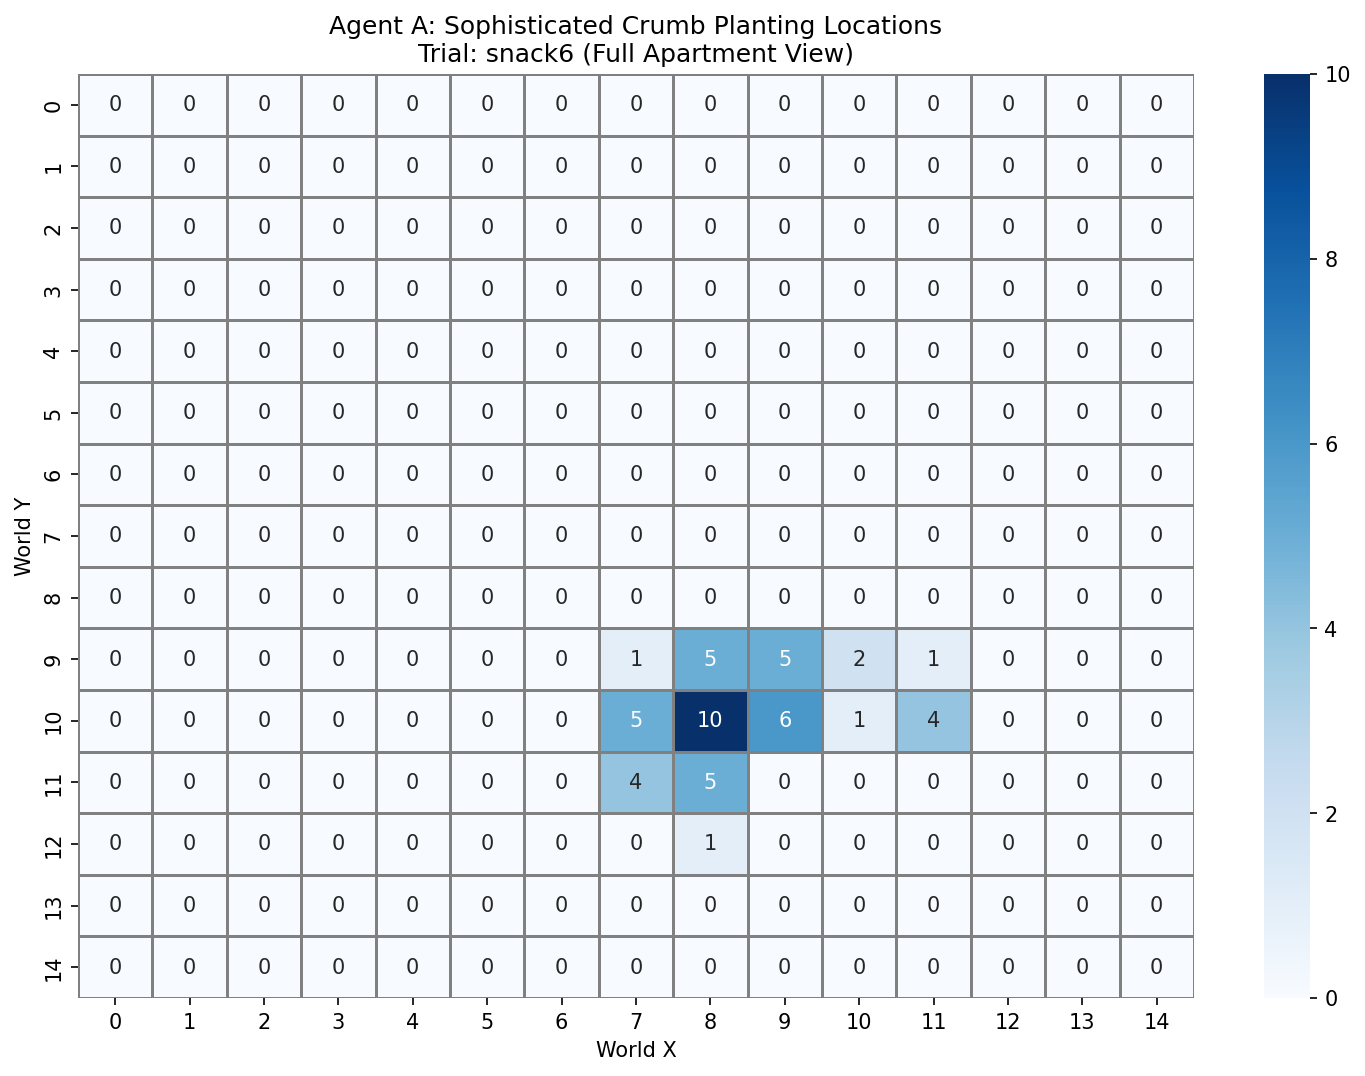 Agent A: Sophisticated Crumb Planting Locations
Trial: snack6 (Full Apartment View)
0 0 0 0 0 0 0 0 0 0 0 0 0 0 0 0
1 0 0 0 0 0 0 0 0 0 0 0 0 0 0 0
2 0 0 0 0 0 0 0 0 0 0 0 0 0 0 0
3 0 0 0 0 0 0 0 0 0 0 0 0 0 0 0
4 0 0 0 0 0 0 0 0 0 0 0 0 0 0 0
5 0 0 0 0 0 0 0 0 0 0 0 0 0 0 0
6 0 0 0 0 0 0 0 0 0 0 0 0 0 0 0
7 0 0 0 0 0 0 0 0 0 0 0 0 0 0 0
8 0 0 0 0 0 0 0 0 0 0 0 0 0 0 0
9 0 0 0 0 0 0 0 1 5 5 2 1 0 0 0
10 0 0 0 0 0 0 0 5 10 6 1 4 0 0 0
11 0 0 0 0 0 0 0 4 5 0 0 0 0 0 0
12 0 0 0 0 0 0 0 0 1 0 0 0 0 0 0
13 0 0 0 0 0 0 0 0 0 0 0 0 0 0 0
14 0 0 0 0 0 0 0 0 0 0 0 0 0 0 0
0 1 2 3 4 5 6 7 8 9 10 11 12 13 14
World X
World Y
10
8
6
4
2
0